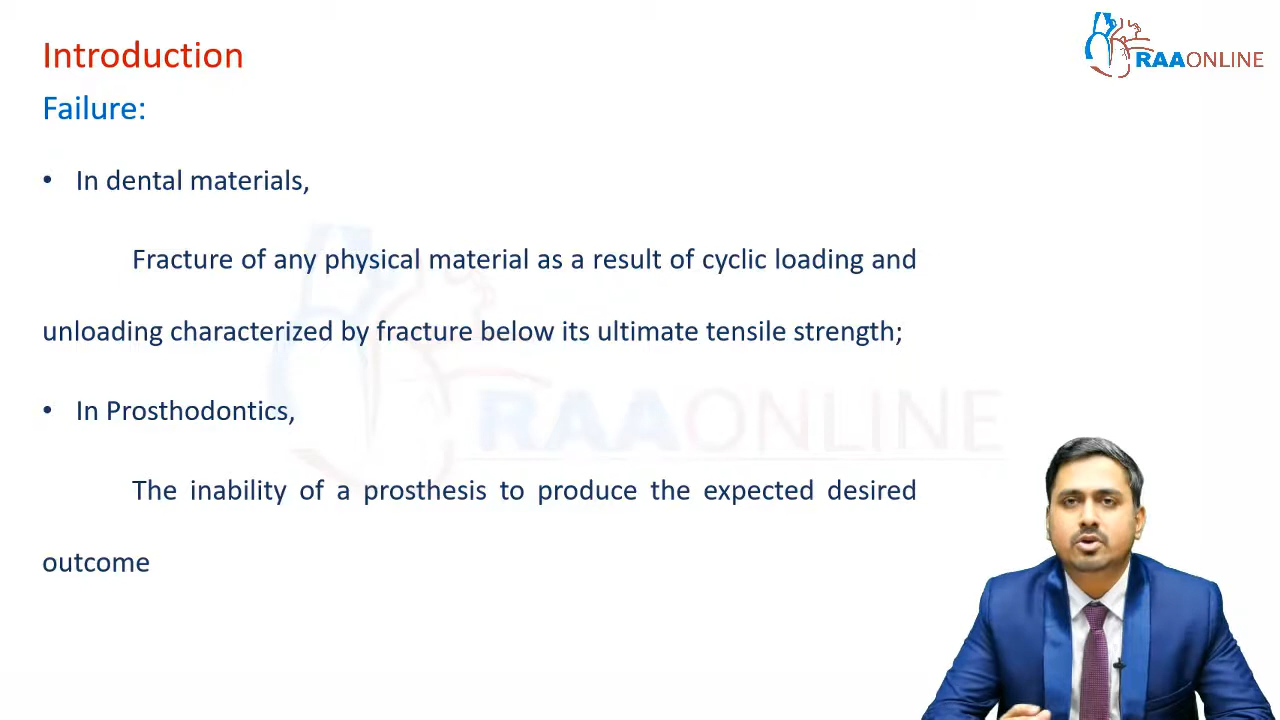 Introduction
RAAONLINE
Failure:
• In dental materials,
Fracture of any physical material as a result of cyclic loading and
unloading characterized by fracture below its ultimate tensile strength;
• In Prosthodontics,
RAAONLINE
The inability of a prosthesis to produce the expected desired
outcome